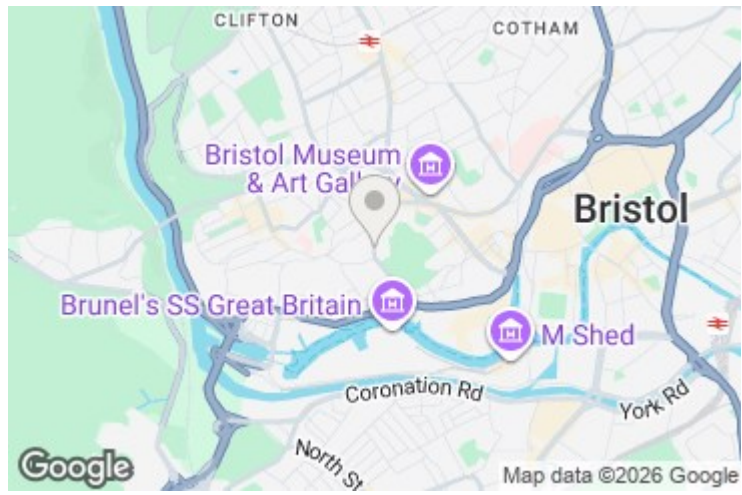 CLIFTON
COTHAM
Bristol Museum
& Art Gallery
Bristol
Brunel's SS Great Britain
M Shed
Coronation Rd
York Rd
North St
Google
Map data ©2026 Google